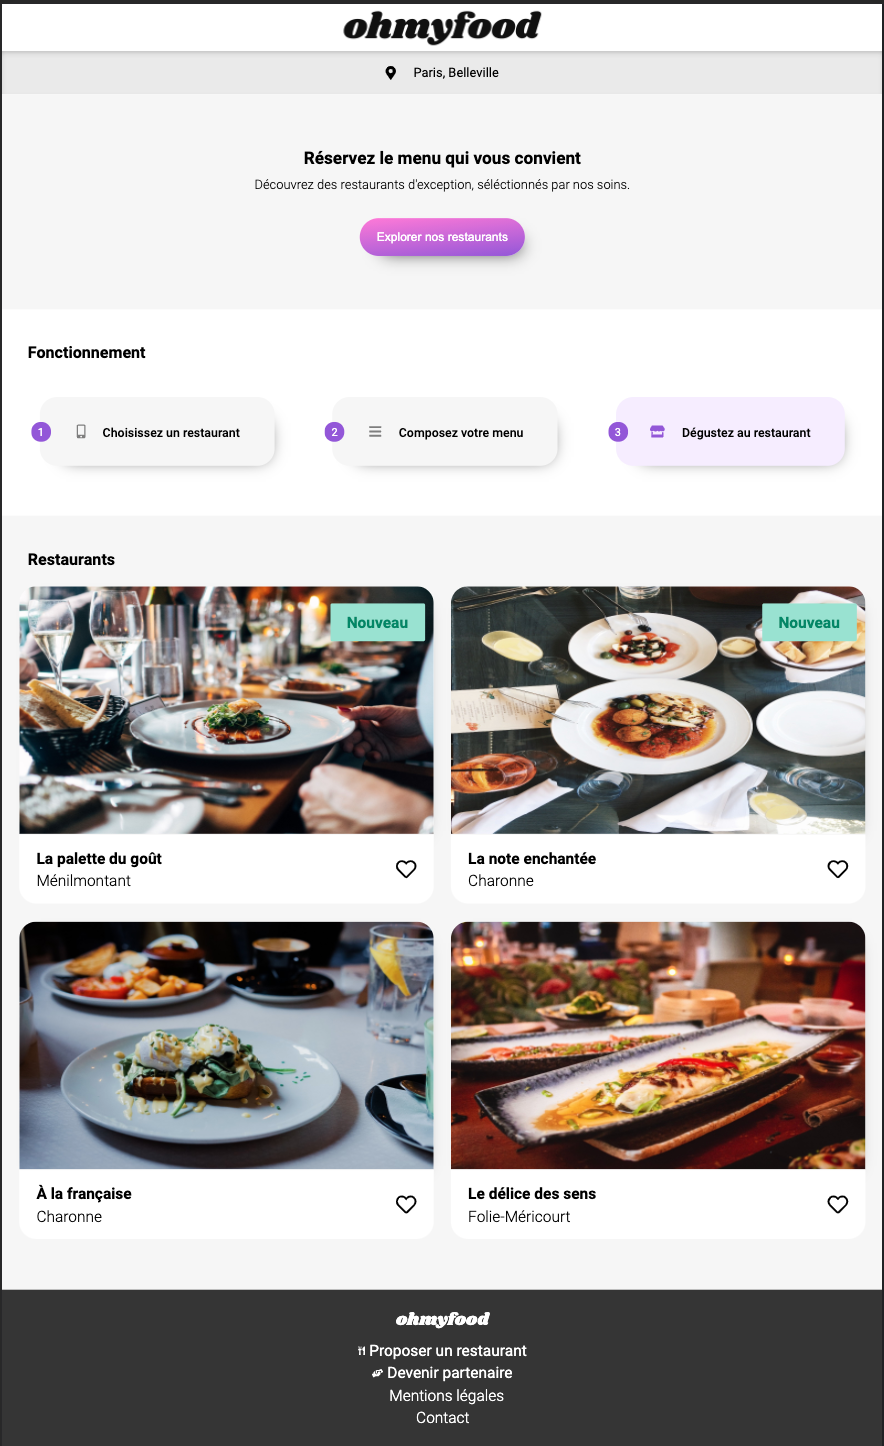 ohmyfood
Paris, Belleville
Réservez le menu qui vous convient
Découvrez des restaurants d'exception, séléctionnés par nos soins.
Explorer nos restaurants
Fonctionnement
1 Choisissez un restaurant
2 Composez votre menu
3 Dégustez au restaurant
Restaurants
Nouveau
La palette du goût
Ménilmontant
Nouveau
La note enchantée
Charonne
À la française
Charonne
Le délice des sens
Folie-Méricourt
ohmyfood
Proposer un restaurant
Devenir partenaire
Mentions légales
Contact